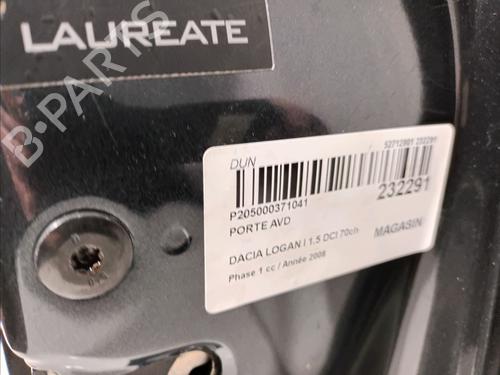 LAUREATE
B-PARTS
DUN
52712901 232291
P205000371041
232291
PORTE AVD
DACIA LOGAN I 1.5 DCI 70ch
MAGASIN
Phase 1 cc / Année 2008